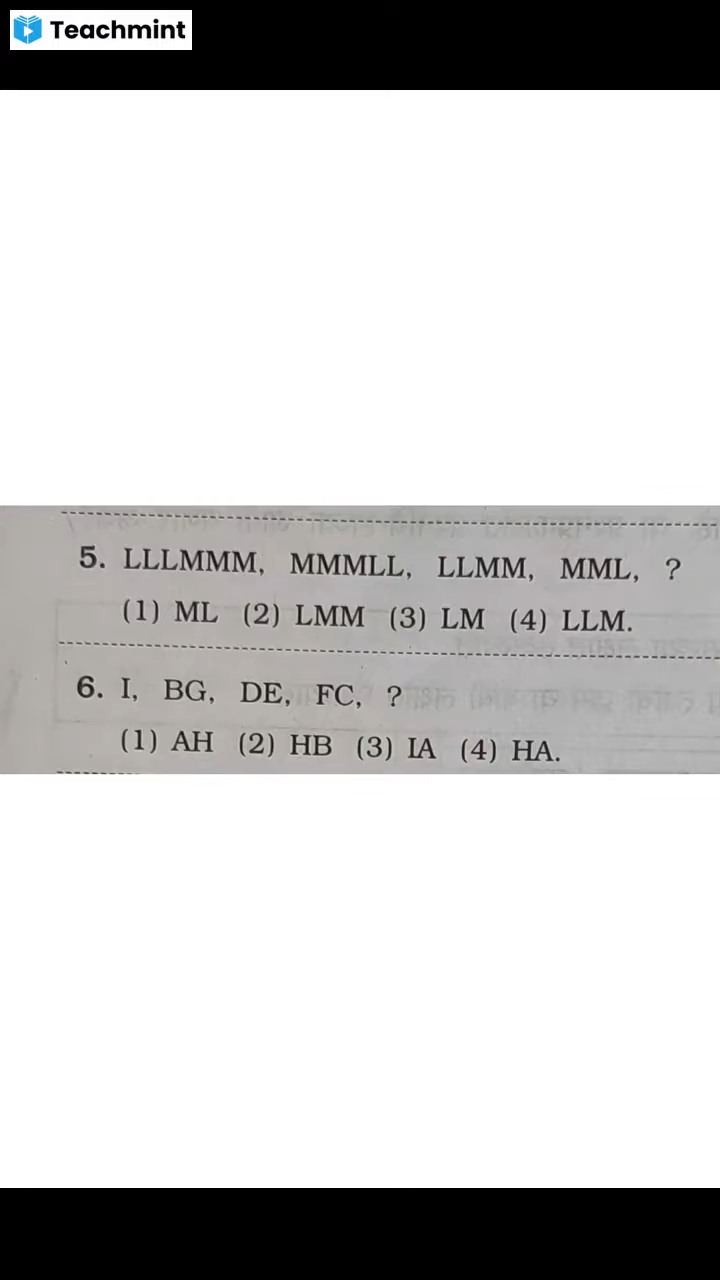 Teachmint
5. LLLMMM, MMMLL, LLMM, MML, ?
(1) ML (2) LMM (3) LM (4) LLM.
6. I, BG, DE, FC, ?
(1) AH (2) HB (3) IA (4) HA.